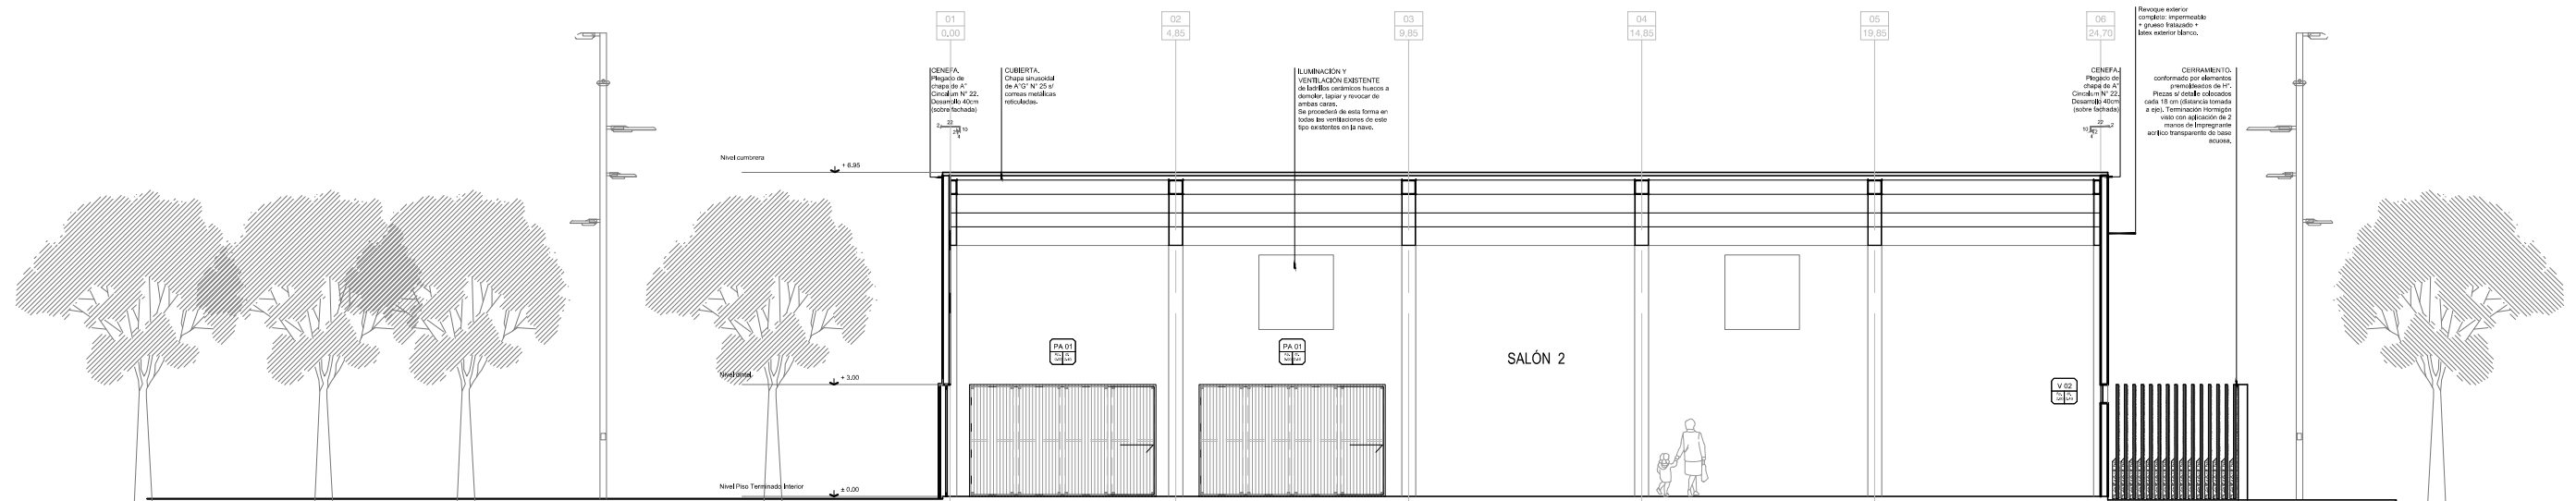 01
0,00
02
4,85
03
9,85
04
14,85
05
19,85
06
24,70
Revoque exterior
completo: impermeable
+ grueso fratazado +
latex exterior blanco.
CENEFA.
Plegado de
chapa de A°
Cincalum N° 22.
Desarrollo 40cm
(sobre fachada)
22
2
10
CUBIERTA.
Chapa sinusoidal
de A°G° N° 25 s/
correas metálicas
reticuladas.
ILUMINACIÓN Y
VENTILACIÓN EXISTENTE
de ladrillos cerámicos huecos a
demoler, tapiar y revocar de
ambas caras.
Se procederá de esta forma en
todas las ventilaciones de este
tipo existentes en la nave.
CENEFA.
Plegado de
chapa de A°
Cincalum N° 22.
Desarrollo 40cm
(sobre fachada)
22
2
10
CERRAMIENTO.
conformado por elementos
premoldeados de H°.
Piezas s/ detalle colocados
cada 18 cm (distancia tomada
a eje). Terminación Hormigón
visto con aplicación de 2
manos de impregnante
acrílico transparente de base
acuosa.
Nivel cumbrera
+ 6.95
PA 01
PA 01
SALÓN 2
Nivel dintel
+ 3.00
V 02
Nivel Piso Terminado Interior
± 0.00